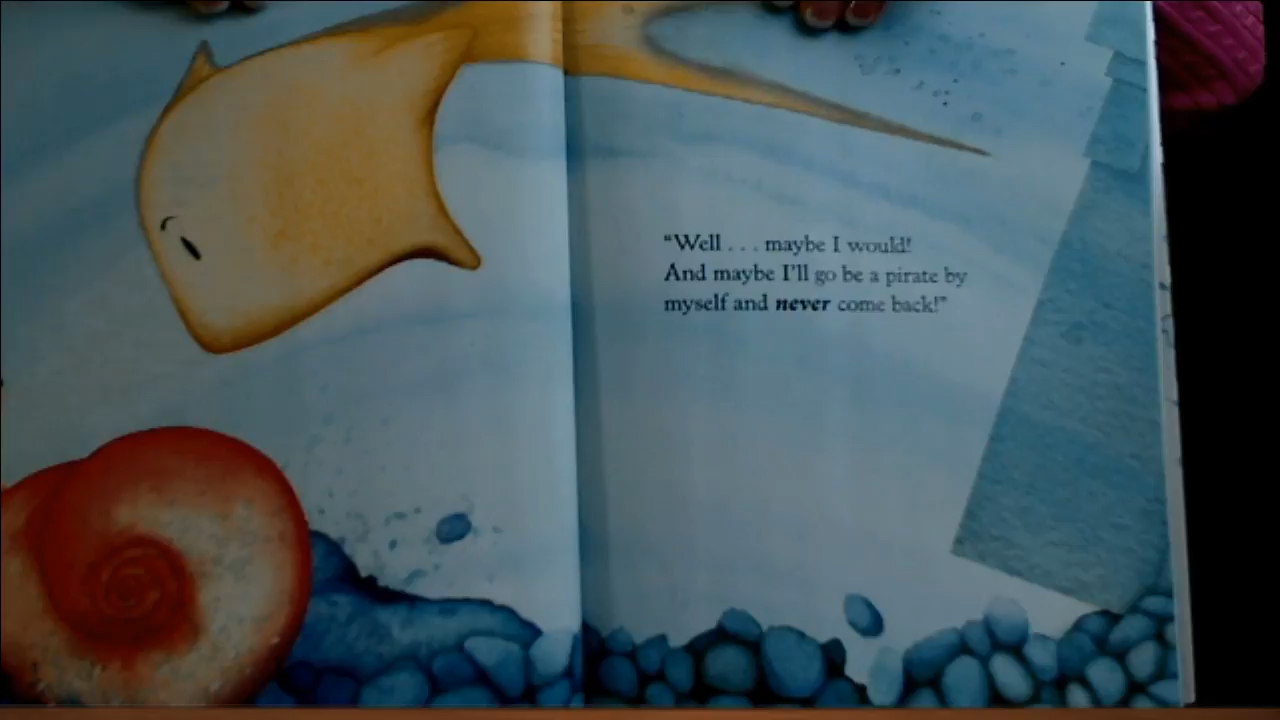 “Well . . . maybe I would!
And maybe I’ll go be a pirate by
myself and never come back!”